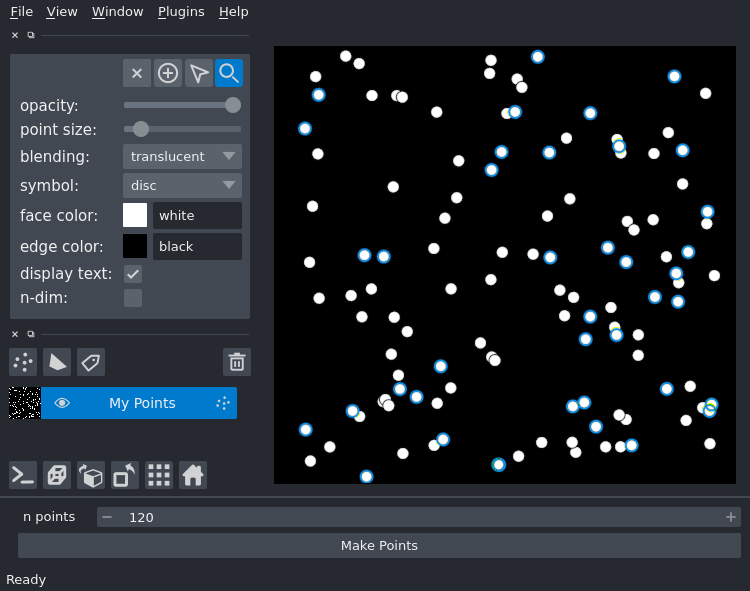 File View Window Plugins Help
opacity:
point size:
blending: translucent
symbol: disc
face color: white
edge color: black
display text:
n-dim:
My Points
n points 120
Make Points
Ready